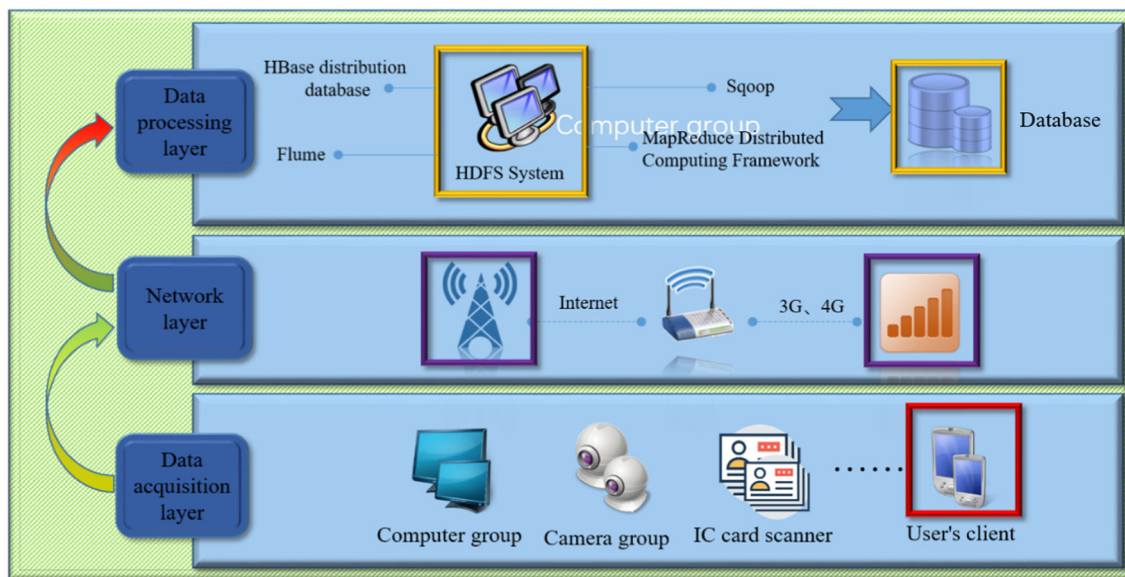 Data
processing
layer
HBase distribution
database
Flume
HDFS System
Computer group
Sqoop
MapReduce Distributed
Computing Framework
Database
Network
layer
Internet
3G、4G
Data
acquisition
layer
Computer group
Camera group
IC card scanner
······
User's client